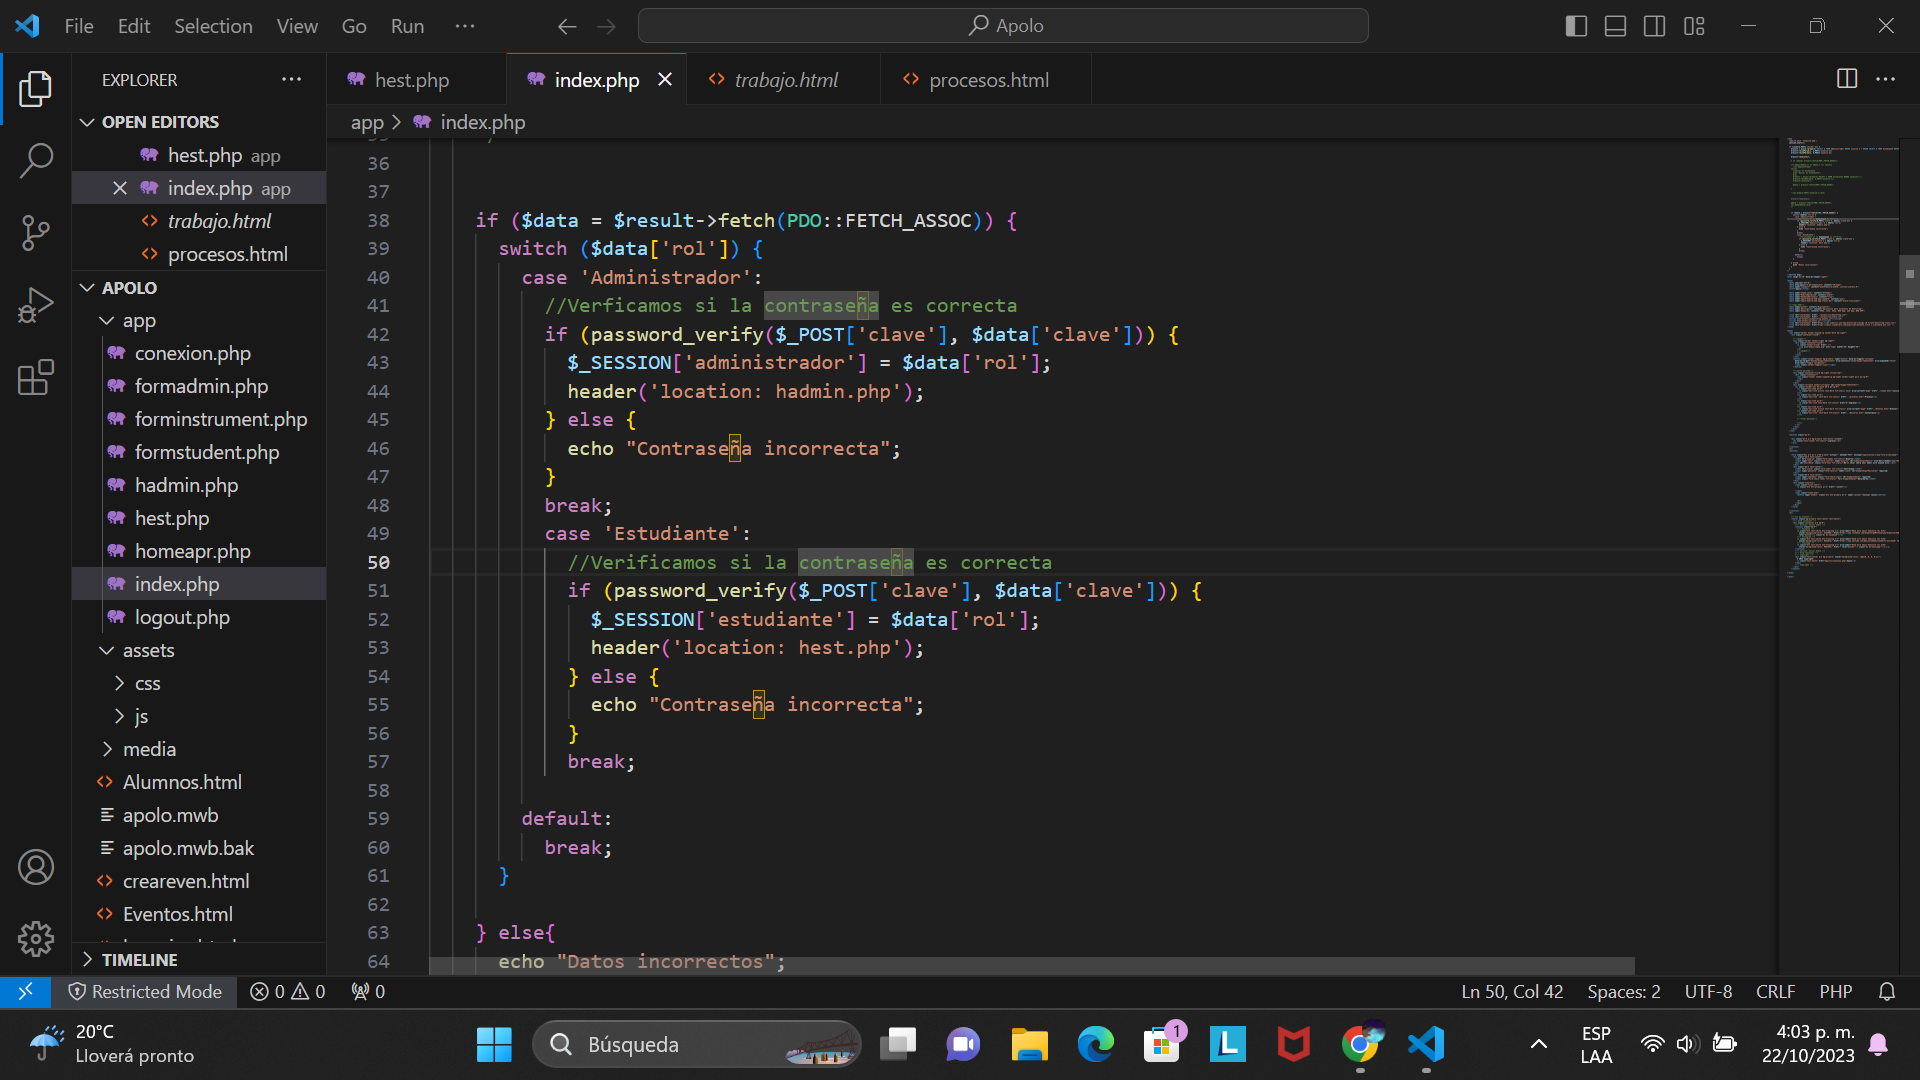 File Edit Selection View Go Run ··· Apolo
EXPLORER ···
hest.php index.php trabajo.html procesos.html ···
OPEN EDITORS
hest.php app
index.php app
trabajo.html
procesos.html
APOLO
app
conexion.php
formadmin.php
forminstrument.php
formstudent.php
hadmin.php
hest.php
homeapr.php
index.php
logout.php
assets
css
js
media
Alumnos.html
apolo.mwb
apolo.mwb.bak
creareven.html
Eventos.html
TIMELINE
app > index.php
36
37
38 if ($data = $result->fetch(PDO::FETCH_ASSOC)) {
39 switch ($data['rol']) {
40 case 'Administrador':
41 //Verficamos si la contraseña es correcta
42 if (password_verify($_POST['clave'], $data['clave'])) {
43 $_SESSION['administrador'] = $data['rol'];
44 header('location: hadmin.php');
45 } else {
46 echo "Contraseña incorrecta";
47 }
48 break;
49 case 'Estudiante':
50 //Verificamos si la contraseña es correcta
51 if (password_verify($_POST['clave'], $data['clave'])) {
52 $_SESSION['estudiante'] = $data['rol'];
53 header('location: hest.php');
54 } else {
55 echo "Contraseña incorrecta";
56 }
57 break;
58
59 default:
60 break;
61 }
62
63 } else{
64 echo "Datos incorrectos";
Restricted Mode 0 0 0 Ln 50, Col 42 Spaces: 2 UTF-8 CRLF PHP
20°C
Lloverá pronto
Búsqueda
1
ESP
LAA
4:03 p. m.
22/10/2023